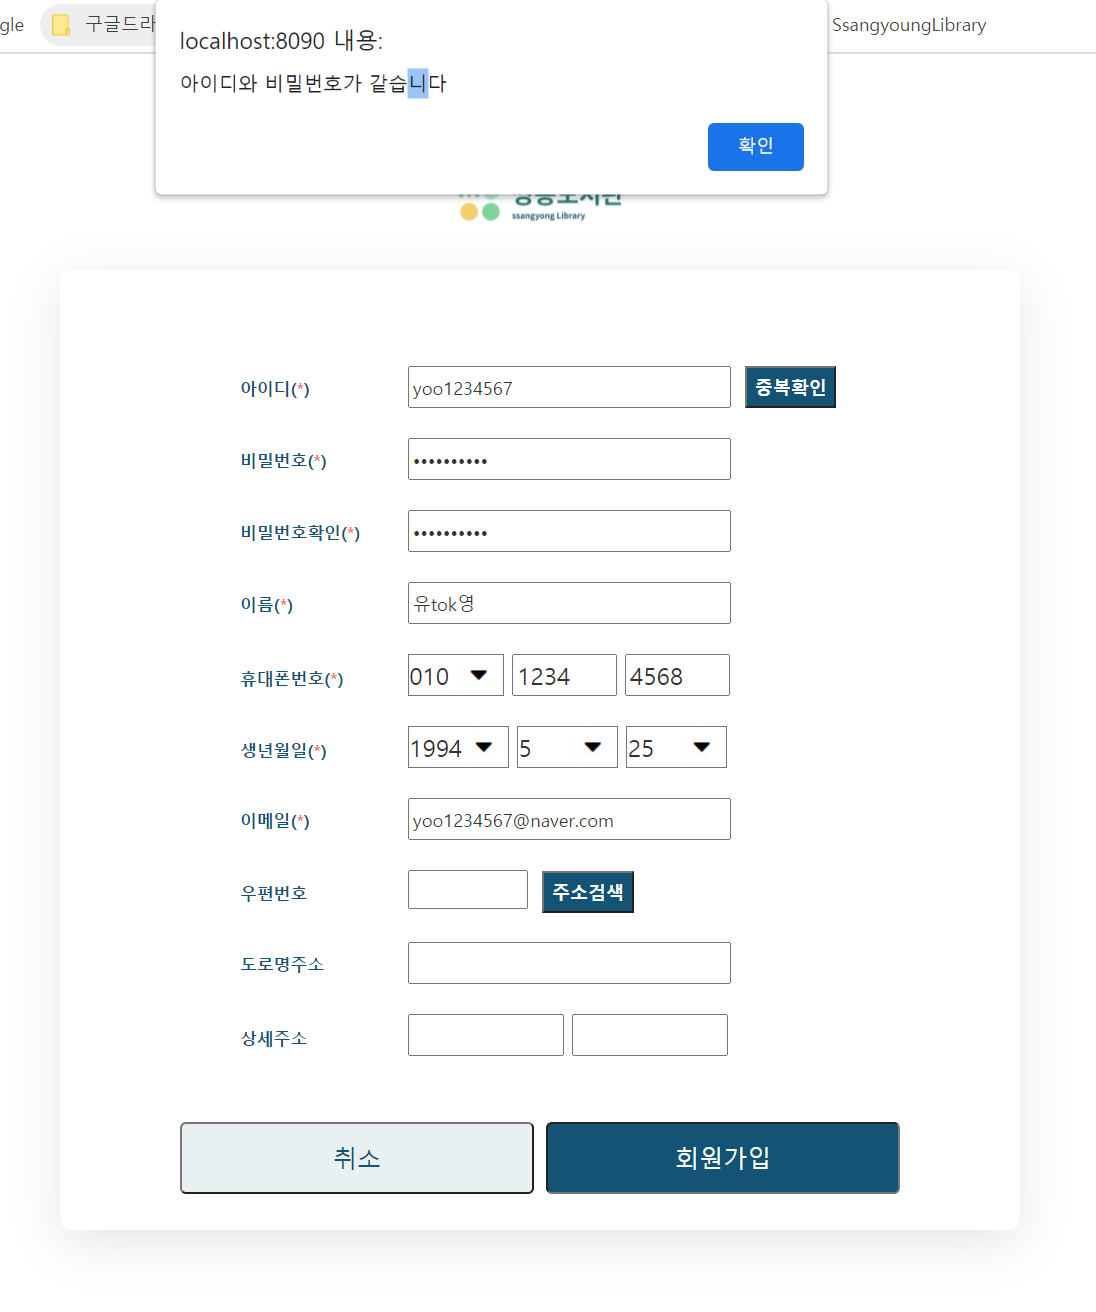 gle 구글드라 SsangyoungLibrary
localhost:8090 내용:
아이디와 비밀번호가 같습니다
확인
쌍용도서관
ssangyong Library
아이디(*) yoo1234567 중복확인
비밀번호(*) ••••••••••
비밀번호확인(*) ••••••••••
이름(*) 유tok영
휴대폰번호(*) 010 1234 4568
생년월일(*) 1994 5 25
이메일(*) yoo1234567@naver.com
우편번호 주소검색
도로명주소
상세주소
취소 회원가입